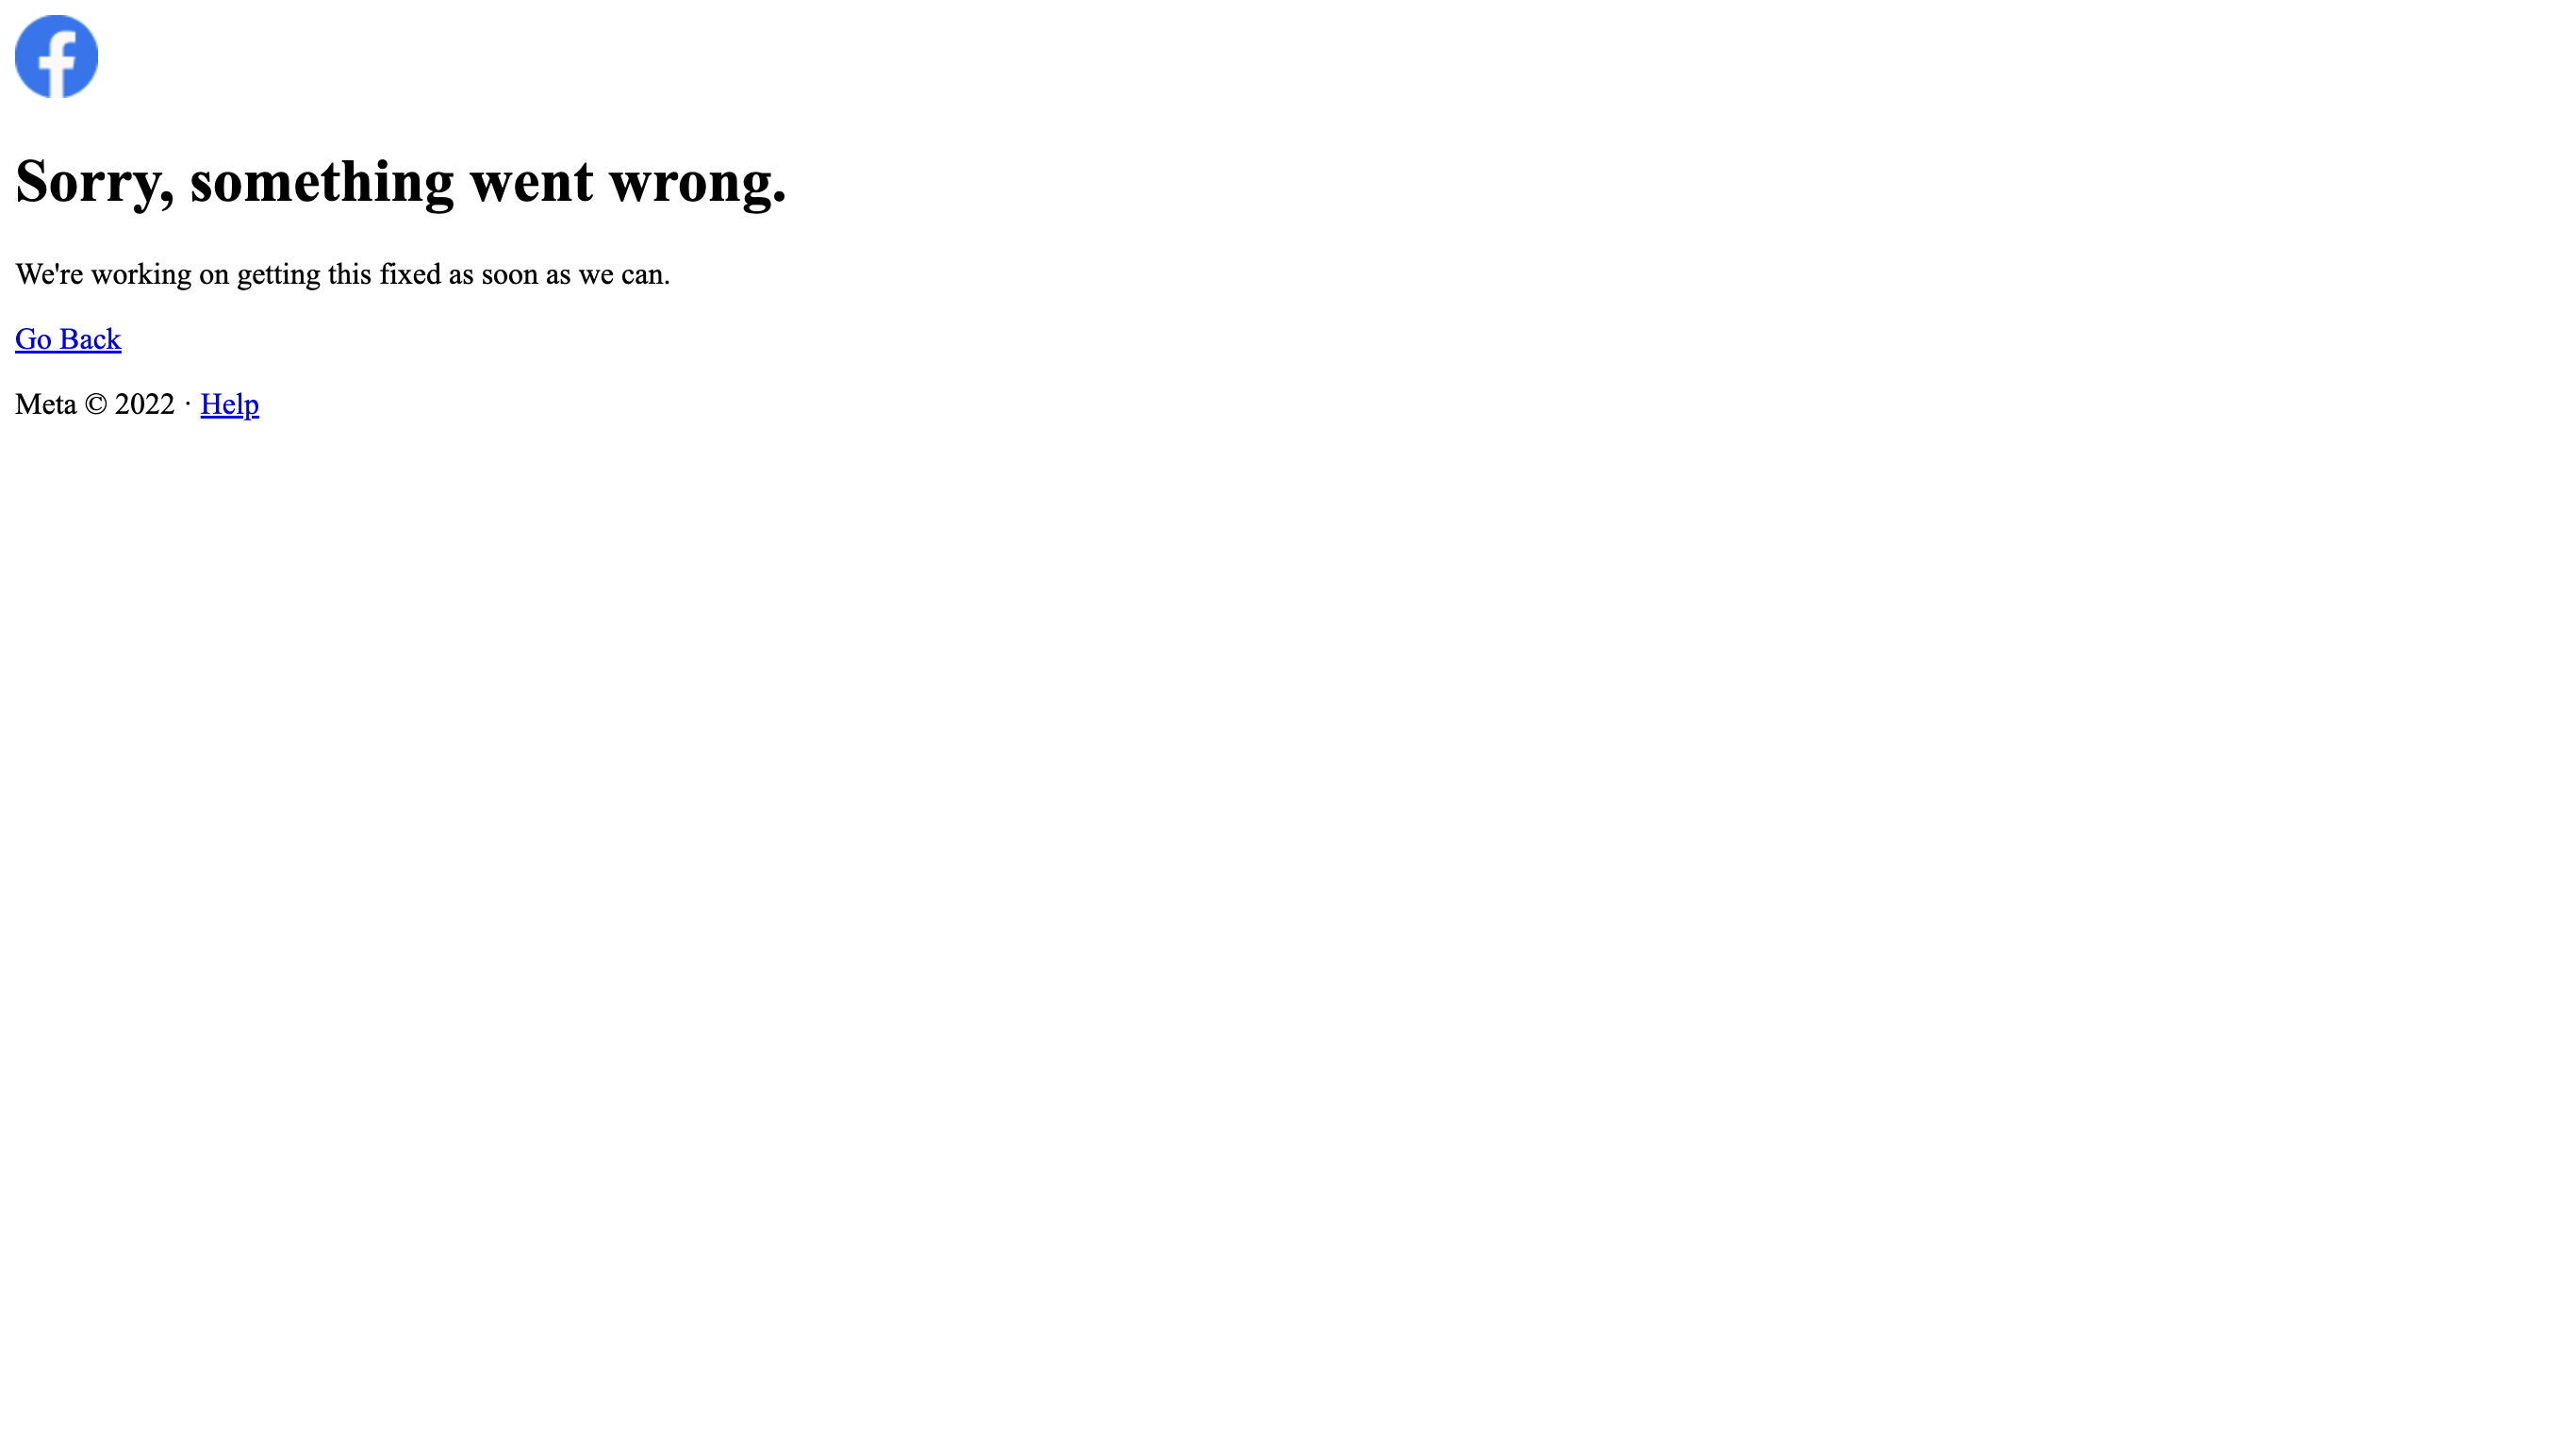 Sorry, something went wrong.
We're working on getting this fixed as soon as we can.
Go Back
Meta © 2022 · Help